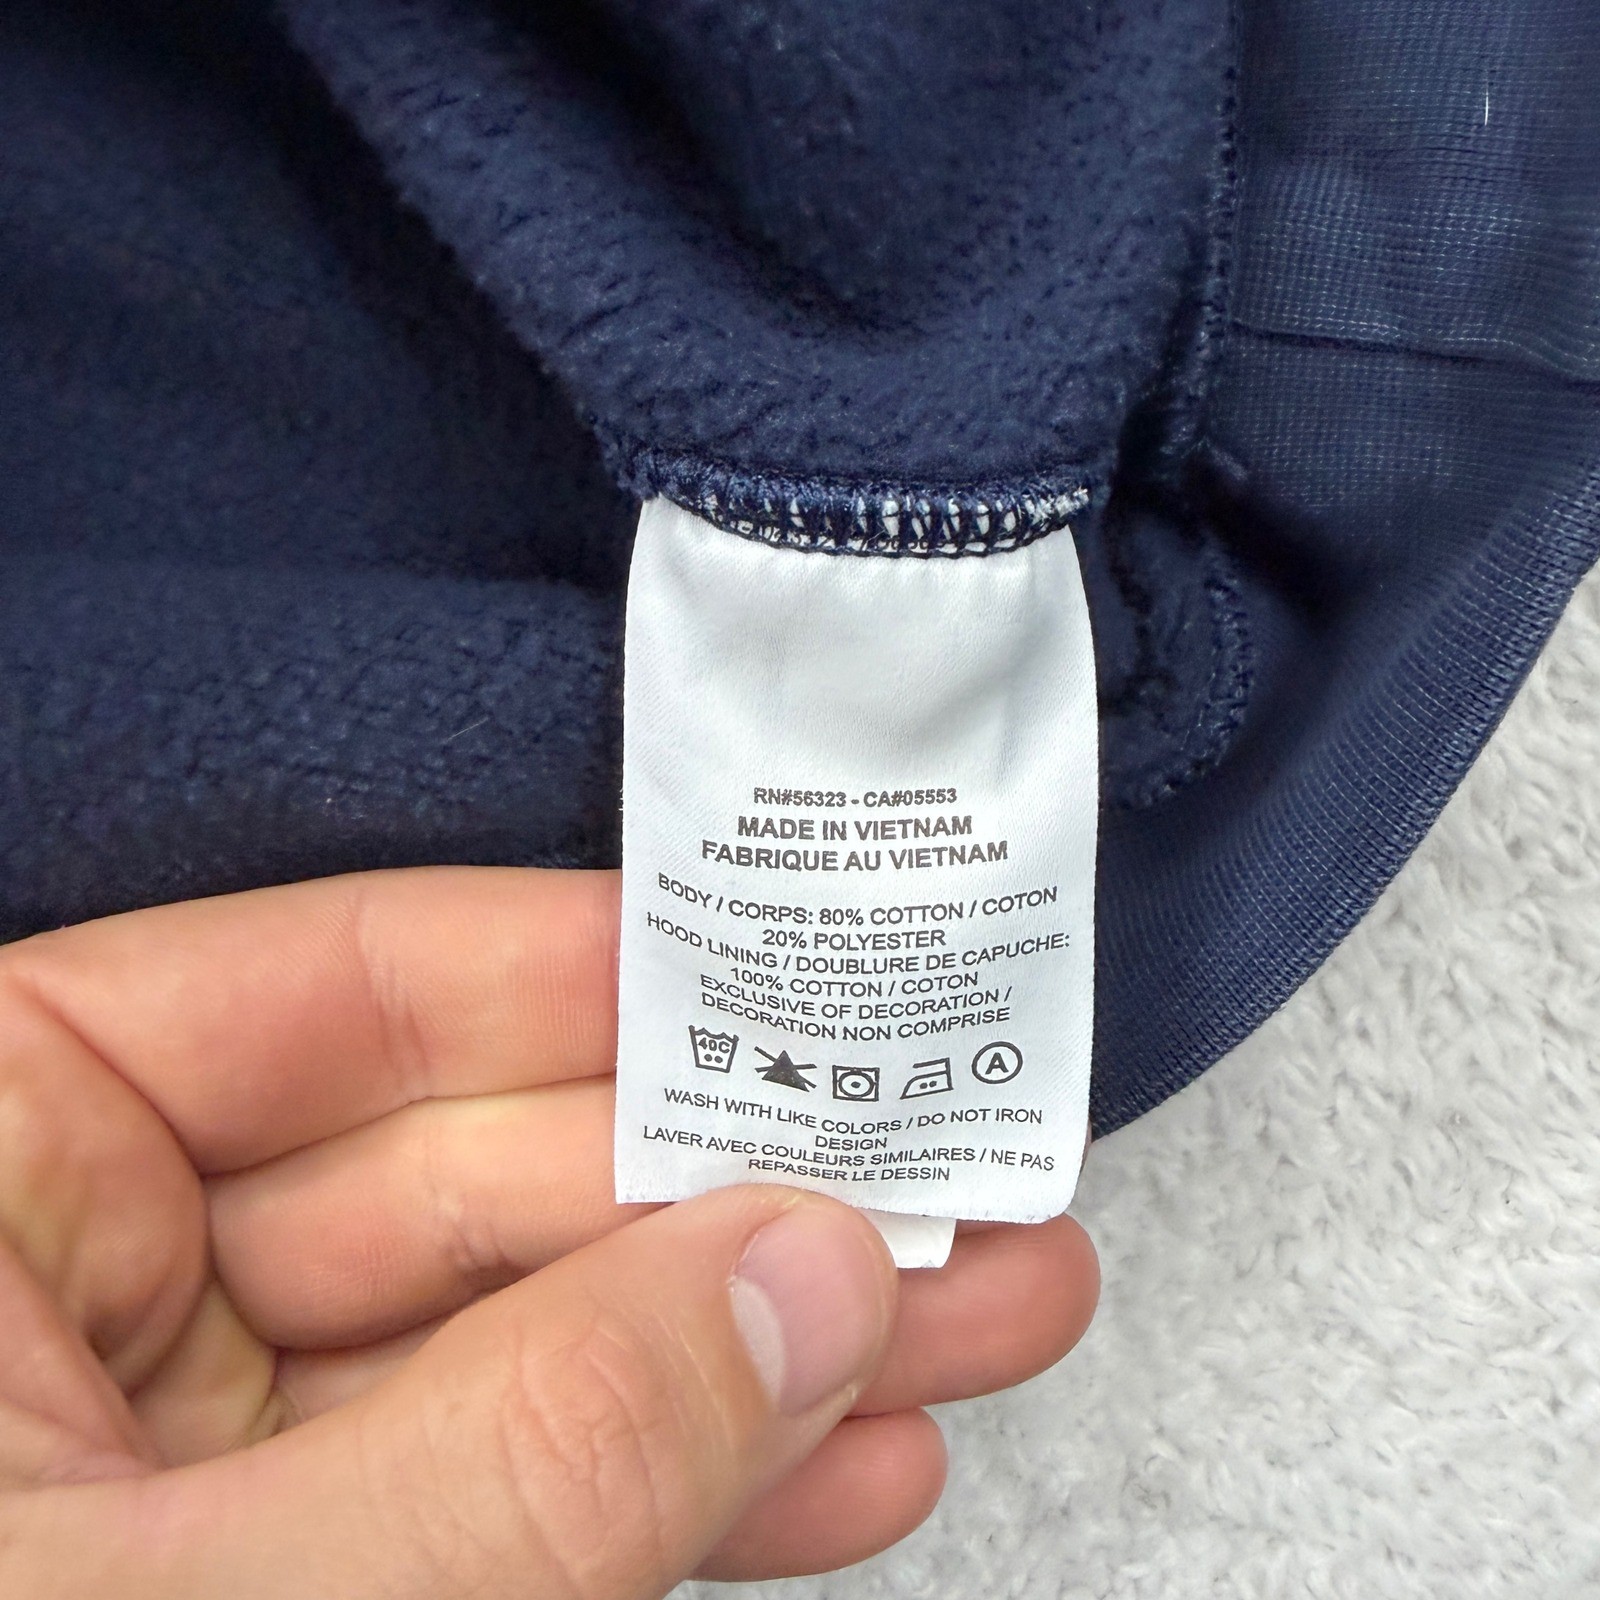 RN#56323 - CA#05553
MADE IN VIETNAM
FABRIQUE AU VIETNAM
BODY / CORPS: 80% COTTON / COTON
20% POLYESTER
HOOD LINING / DOUBLURE DE CAPUCHE:
100% COTTON / COTON
EXCLUSIVE OF DECORATION /
DECORATION NON COMPRISE
40C
A
WASH WITH LIKE COLORS / DO NOT IRON
DESIGN
LAVER AVEC COULEURS SIMILAIRES / NE PAS
REPASSER LE DESSIN